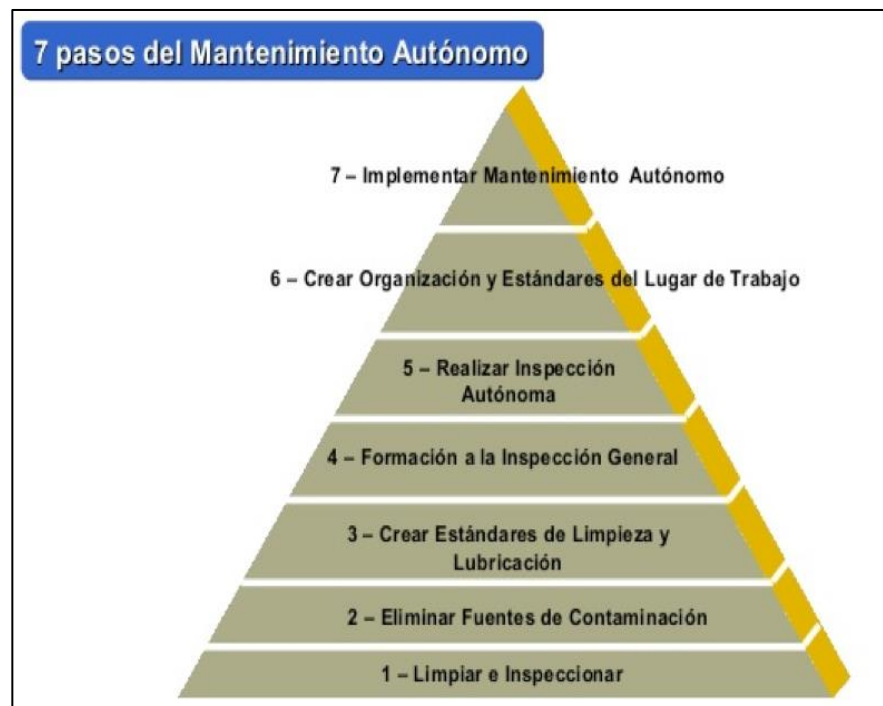 7 pasos del Mantenimiento Autónomo
7 – Implementar Mantenimiento Autónomo
6 – Crear Organización y Estándares del Lugar de Trabajo
5 – Realizar Inspección
Autónoma
4 – Formación a la Inspección General
3 – Crear Estándares de Limpieza y
Lubricación
2 – Eliminar Fuentes de Contaminación
1 – Limpiar e Inspeccionar